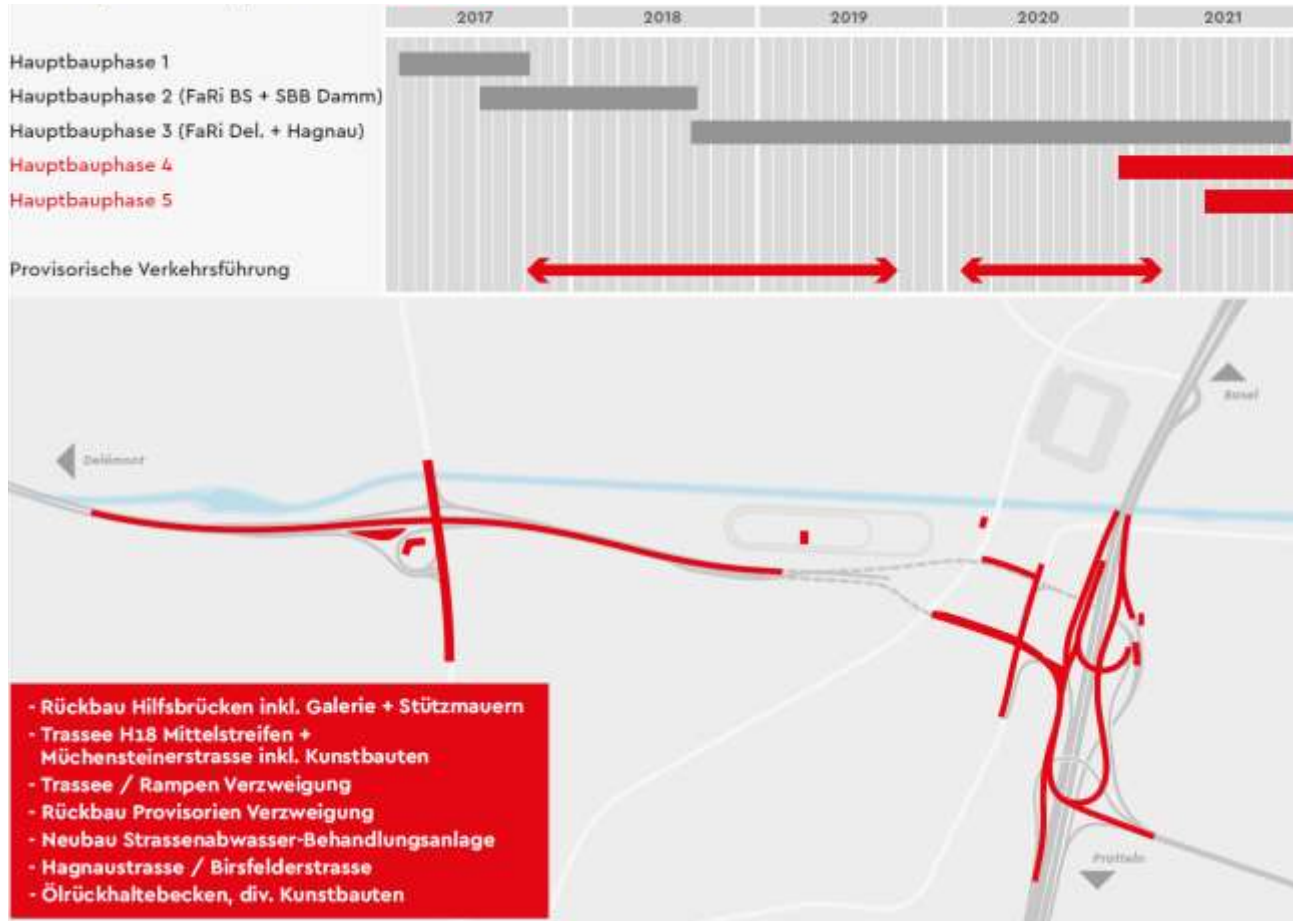 2017 2018 2019 2020 2021
Hauptbauphase 1
Hauptbauphase 2 (FaRi BS + SBB Damm)
Hauptbauphase 3 (FaRi Del. + Hagnau)
Hauptbauphase 4
Hauptbauphase 5
Provisorische Verkehrsführung
Basel
Delémont
- Rückbau Hilfsbrücken inkl. Galerie + Stützmauern
- Trassee H18 Mittelstreifen +
Müchensteinerstrasse inkl. Kunstbauten
- Trassee / Rampen Verzweigung
- Rückbau Provisorien Verzweigung
- Neubau Strassenabwasser-Behandlungsanlage
- Hagnaustrasse / Birsfelderstrasse
- Ölrückhaltebecken, div. Kunstbauten
Pratteln